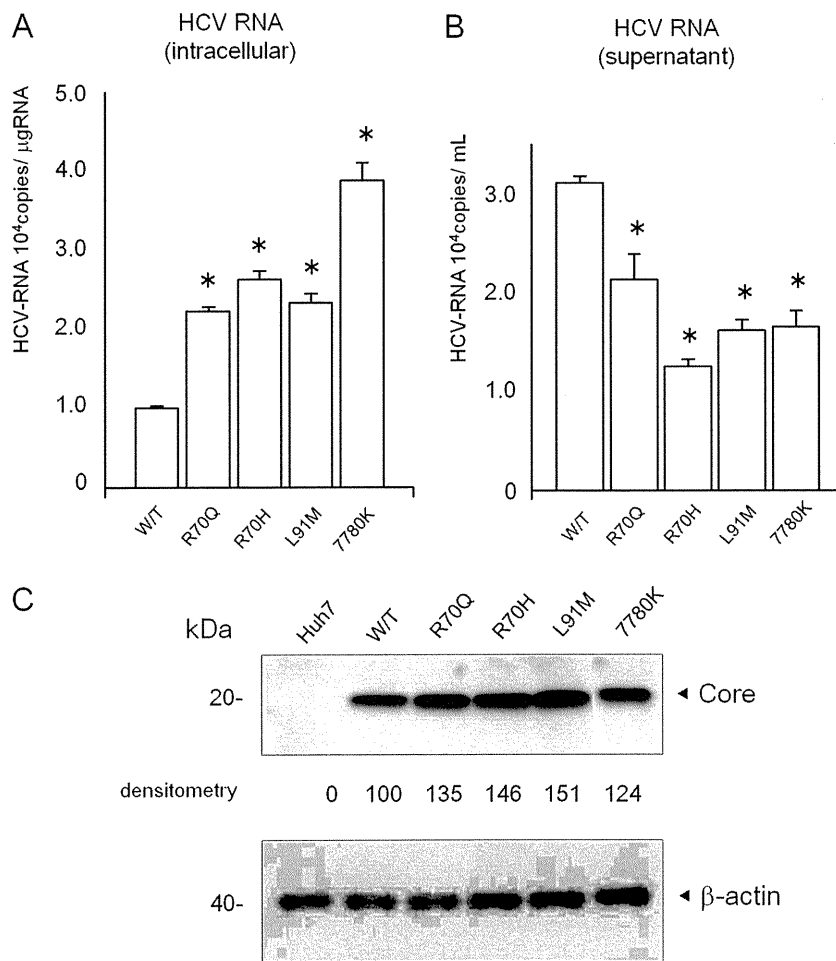 A
HCV RNA
(intracellular)
HCV-RNA 10⁴copies/ μgRNA
5.0
4.0
3.0
2.0
1.0
0
*
*
*
*
W/T
R70Q
R70H
L91M
7780K
B
HCV RNA
(supernatant)
HCV-RNA 10⁴copies/ mL
3.0
2.0
1.0
0
*
*
*
*
W/T
R70Q
R70H
L91M
7780K
C
kDa
Huh7
W/T
R70Q
R70H
L91M
7780K
20-
◄ Core
densitometry 0 100 135 146 151 124
40-
◄ β-actin